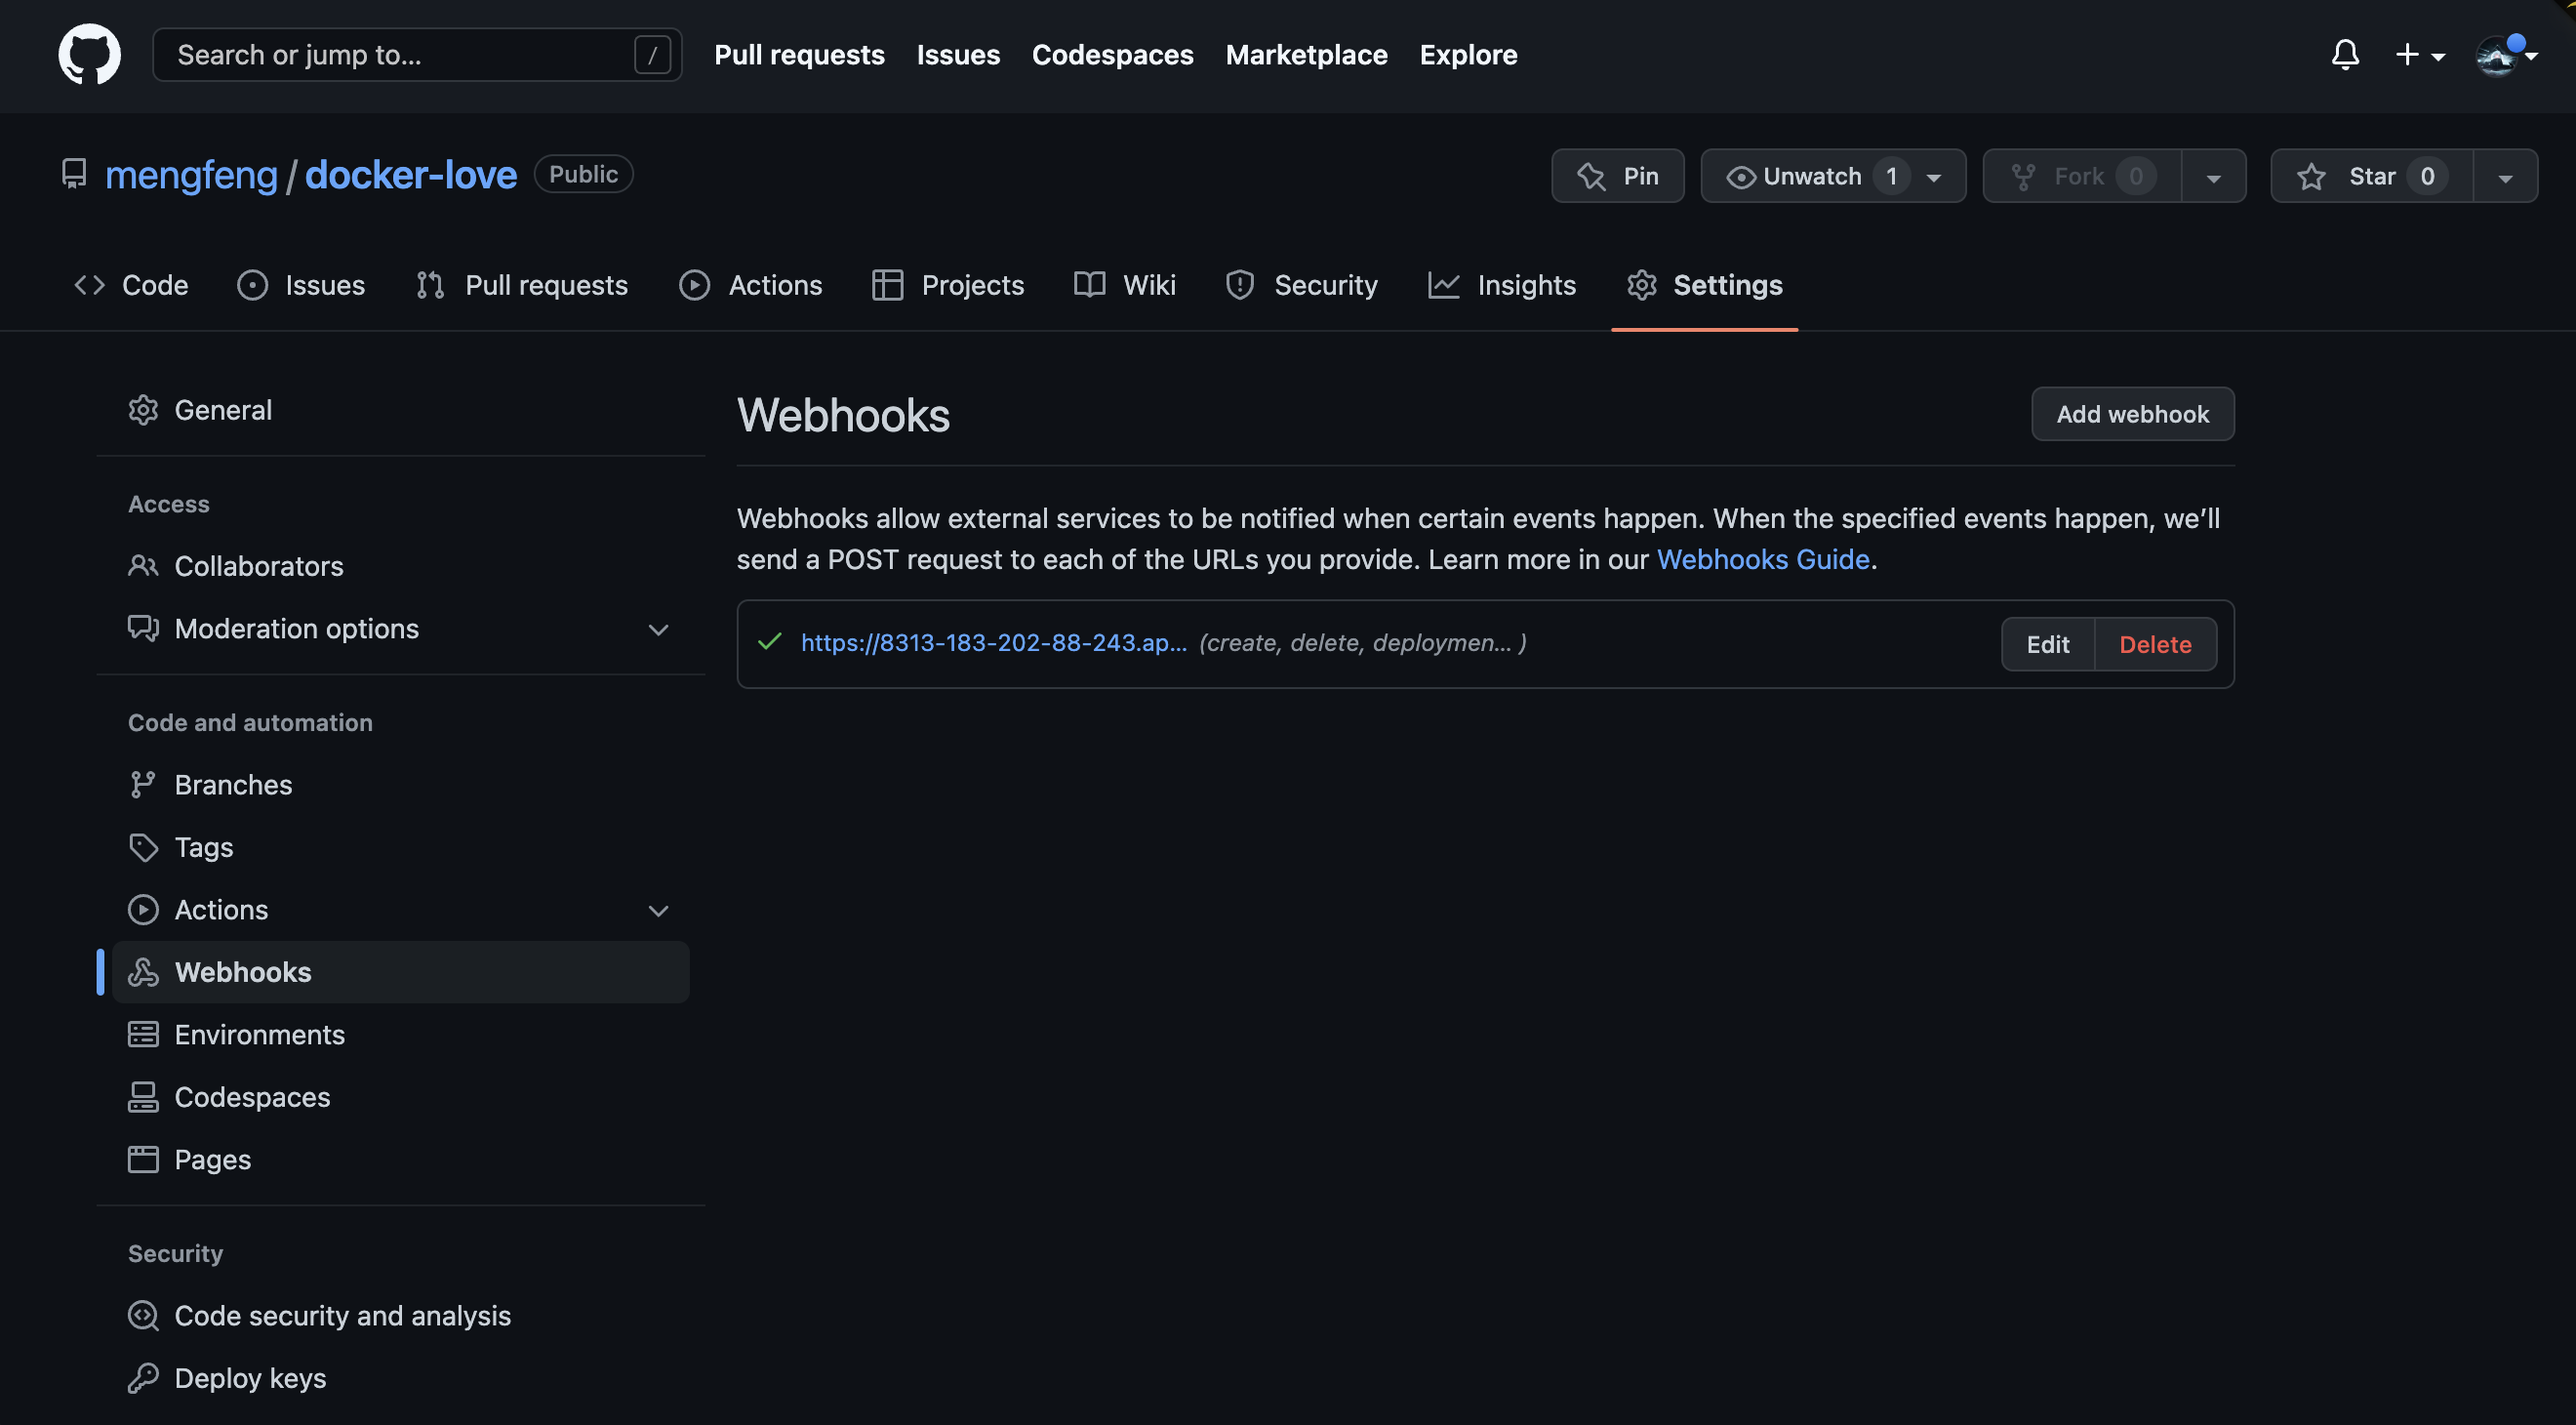 Search or jump to... /
Pull requests Issues Codespaces Marketplace Explore
mengfeng / docker-love Public
Pin Unwatch 1 Fork 0 Star 0
Code Issues Pull requests Actions Projects Wiki Security Insights Settings
General
Access
Collaborators
Moderation options
Code and automation
Branches
Tags
Actions
Webhooks
Environments
Codespaces
Pages
Security
Code security and analysis
Deploy keys
Webhooks Add webhook
Webhooks allow external services to be notified when certain events happen. When the specified events happen, we’ll
send a POST request to each of the URLs you provide. Learn more in our Webhooks Guide.
https://8313-183-202-88-243.ap... (create, delete, deploymen... ) Edit Delete